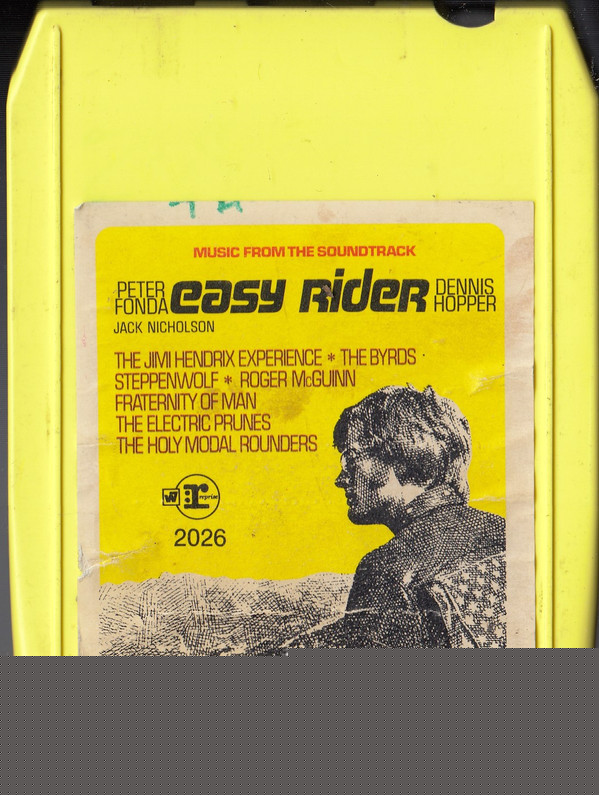 MUSIC FROM THE SOUNDTRACK
PETER FONDA
easy Rider
DENNIS HOPPER
JACK NICHOLSON
THE JIMI HENDRIX EXPERIENCE * THE BYRDS
STEPPENWOLF * ROGER McGUINN
FRATERNITY OF MAN
THE ELECTRIC PRUNES
THE HOLY MODAL ROUNDERS
W r reprise
2026